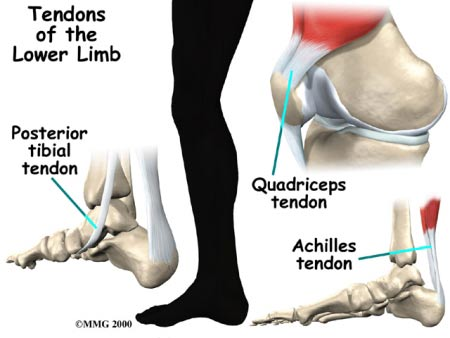 Tendons
of the
Lower Limb
Posterior
tibial
tendon
Quadriceps
tendon
Achilles
tendon
©MMG 2000